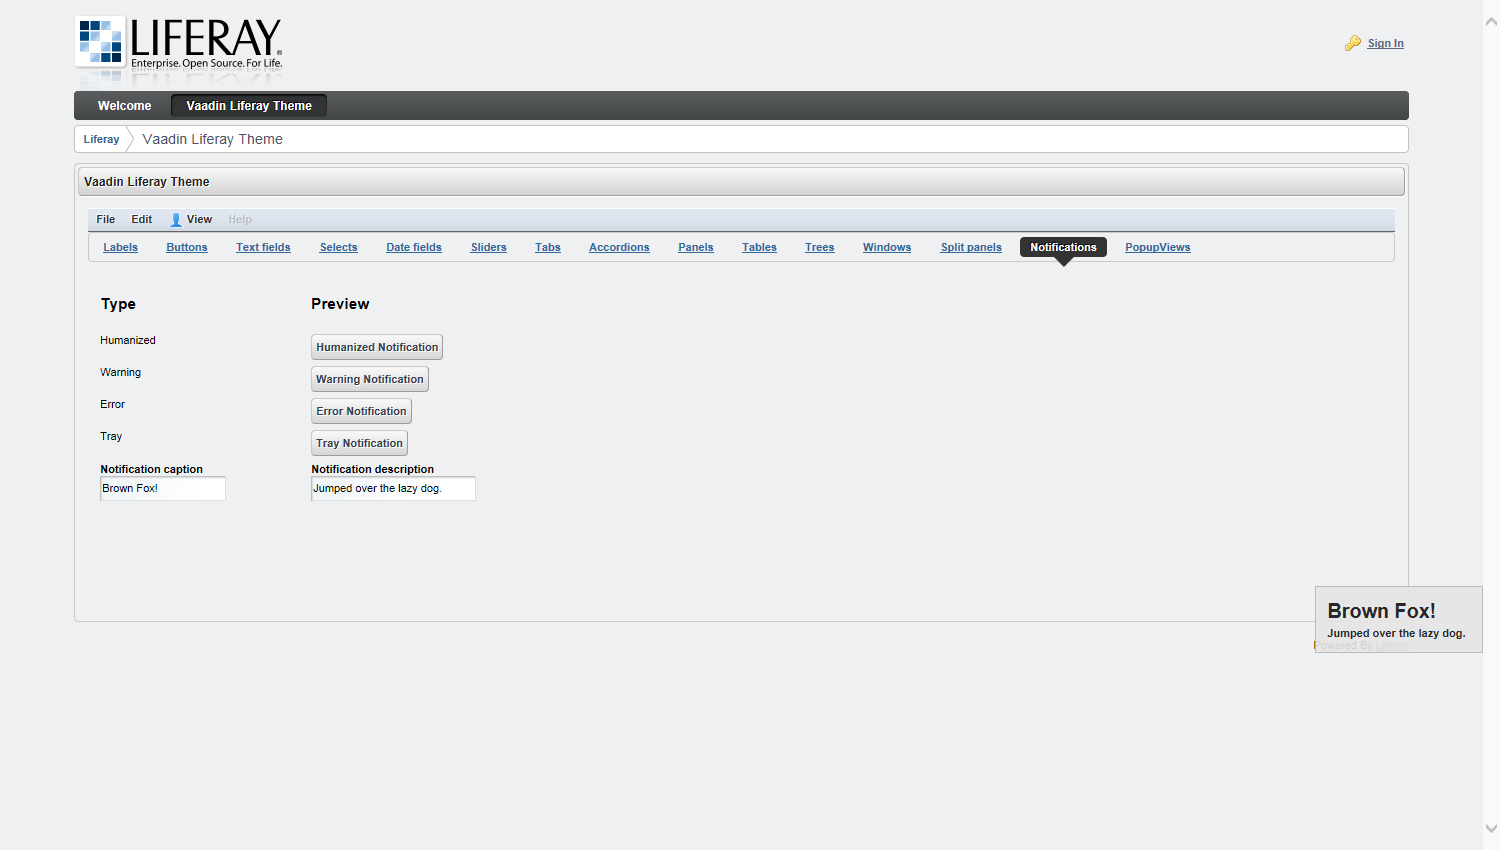 LIFERAY.
Enterprise. Open Source. For Life.
Sign In
Welcome Vaadin Liferay Theme
Liferay Vaadin Liferay Theme
Vaadin Liferay Theme
File Edit View Help
Labels Buttons Text fields Selects Date fields Sliders Tabs Accordions Panels Tables Trees Windows Split panels Notifications PopupViews
Type Preview
Humanized Humanized Notification
Warning Warning Notification
Error Error Notification
Tray Tray Notification
Notification caption Notification description
Brown Fox! Jumped over the lazy dog.
Brown Fox!
Jumped over the lazy dog.
Powered By Liferay